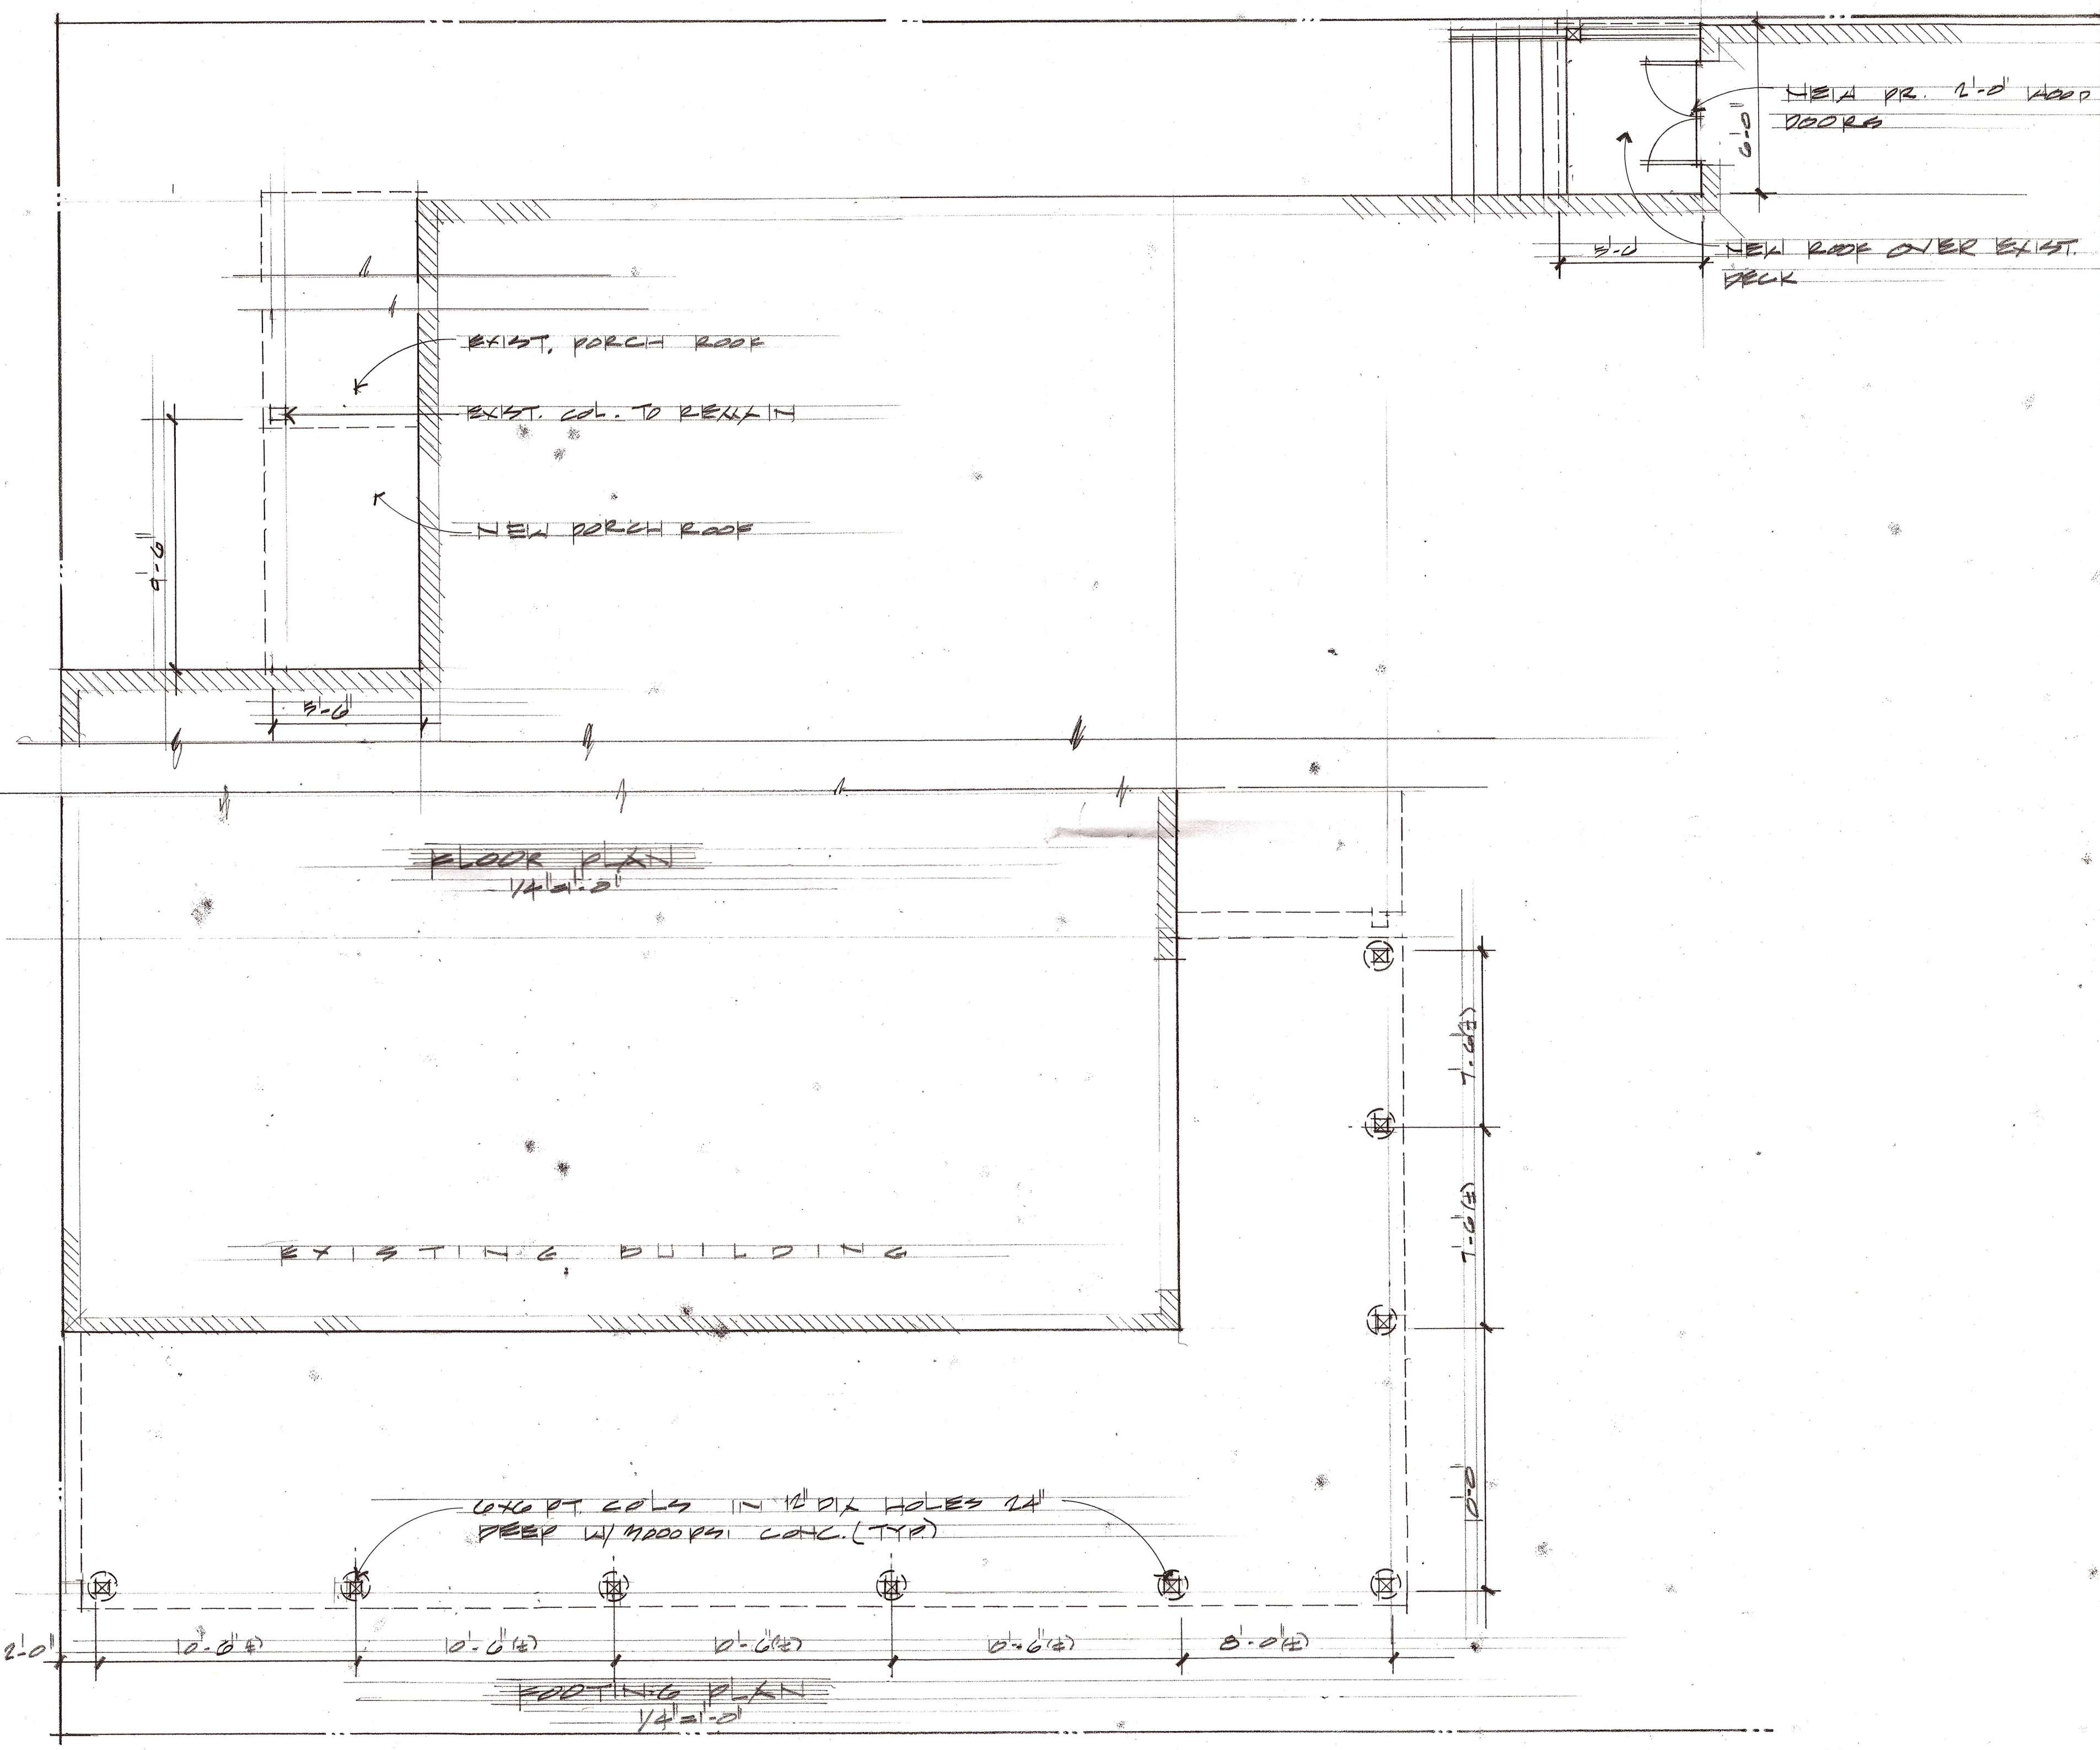 NEW PR. 2'-0" WOOD
DOORS
6'-0"
5'-0"
NEW ROOF OVER EXIST.
DECK
EXIST. PORCH ROOF
EXIST. COL. TO REMAIN
NEW PORCH ROOF
9'-6"
5'-6"
FLOOR PLAN
1/4"=1'-0"
7'-6"(±)
7'-6"(±)
EXISTING BUILDING
10'-0"
6x6 PT. COLS IN 12" DIA HOLES 24"
DEEP W/ 3000 PSI CONC. (TYP.)
2'-0"
10'-6"(±)
10'-6"(±)
10'-6"(±)
10'-6"(±)
8'-0"(±)
FOOTING PLAN
1/4"=1'-0"